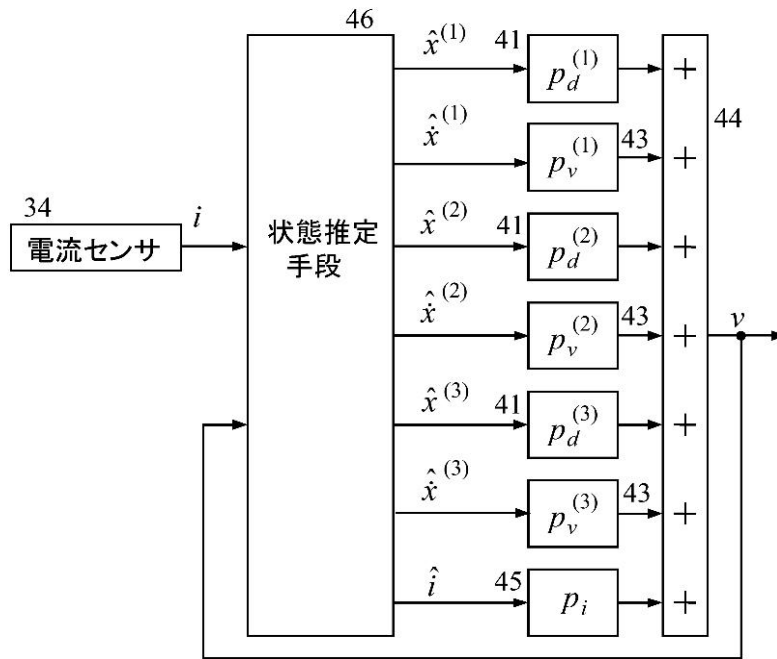 46
x̂^(1) 41 p_d^(1) +
44
x̂̇^(1) p_v^(1) 43 +
34 i
電流センサ
状態推定
手段
x̂^(2) 41 p_d^(2) +
x̂̇^(2) p_v^(2) 43 + v
x̂^(3) 41 p_d^(3) +
x̂̇^(3) p_v^(3) 43 +
î 45 p_i +